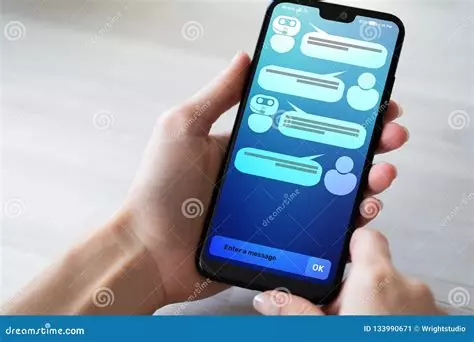 Enter a message
OK
dreamstime.com
ID 133990671 © Wrightstudio